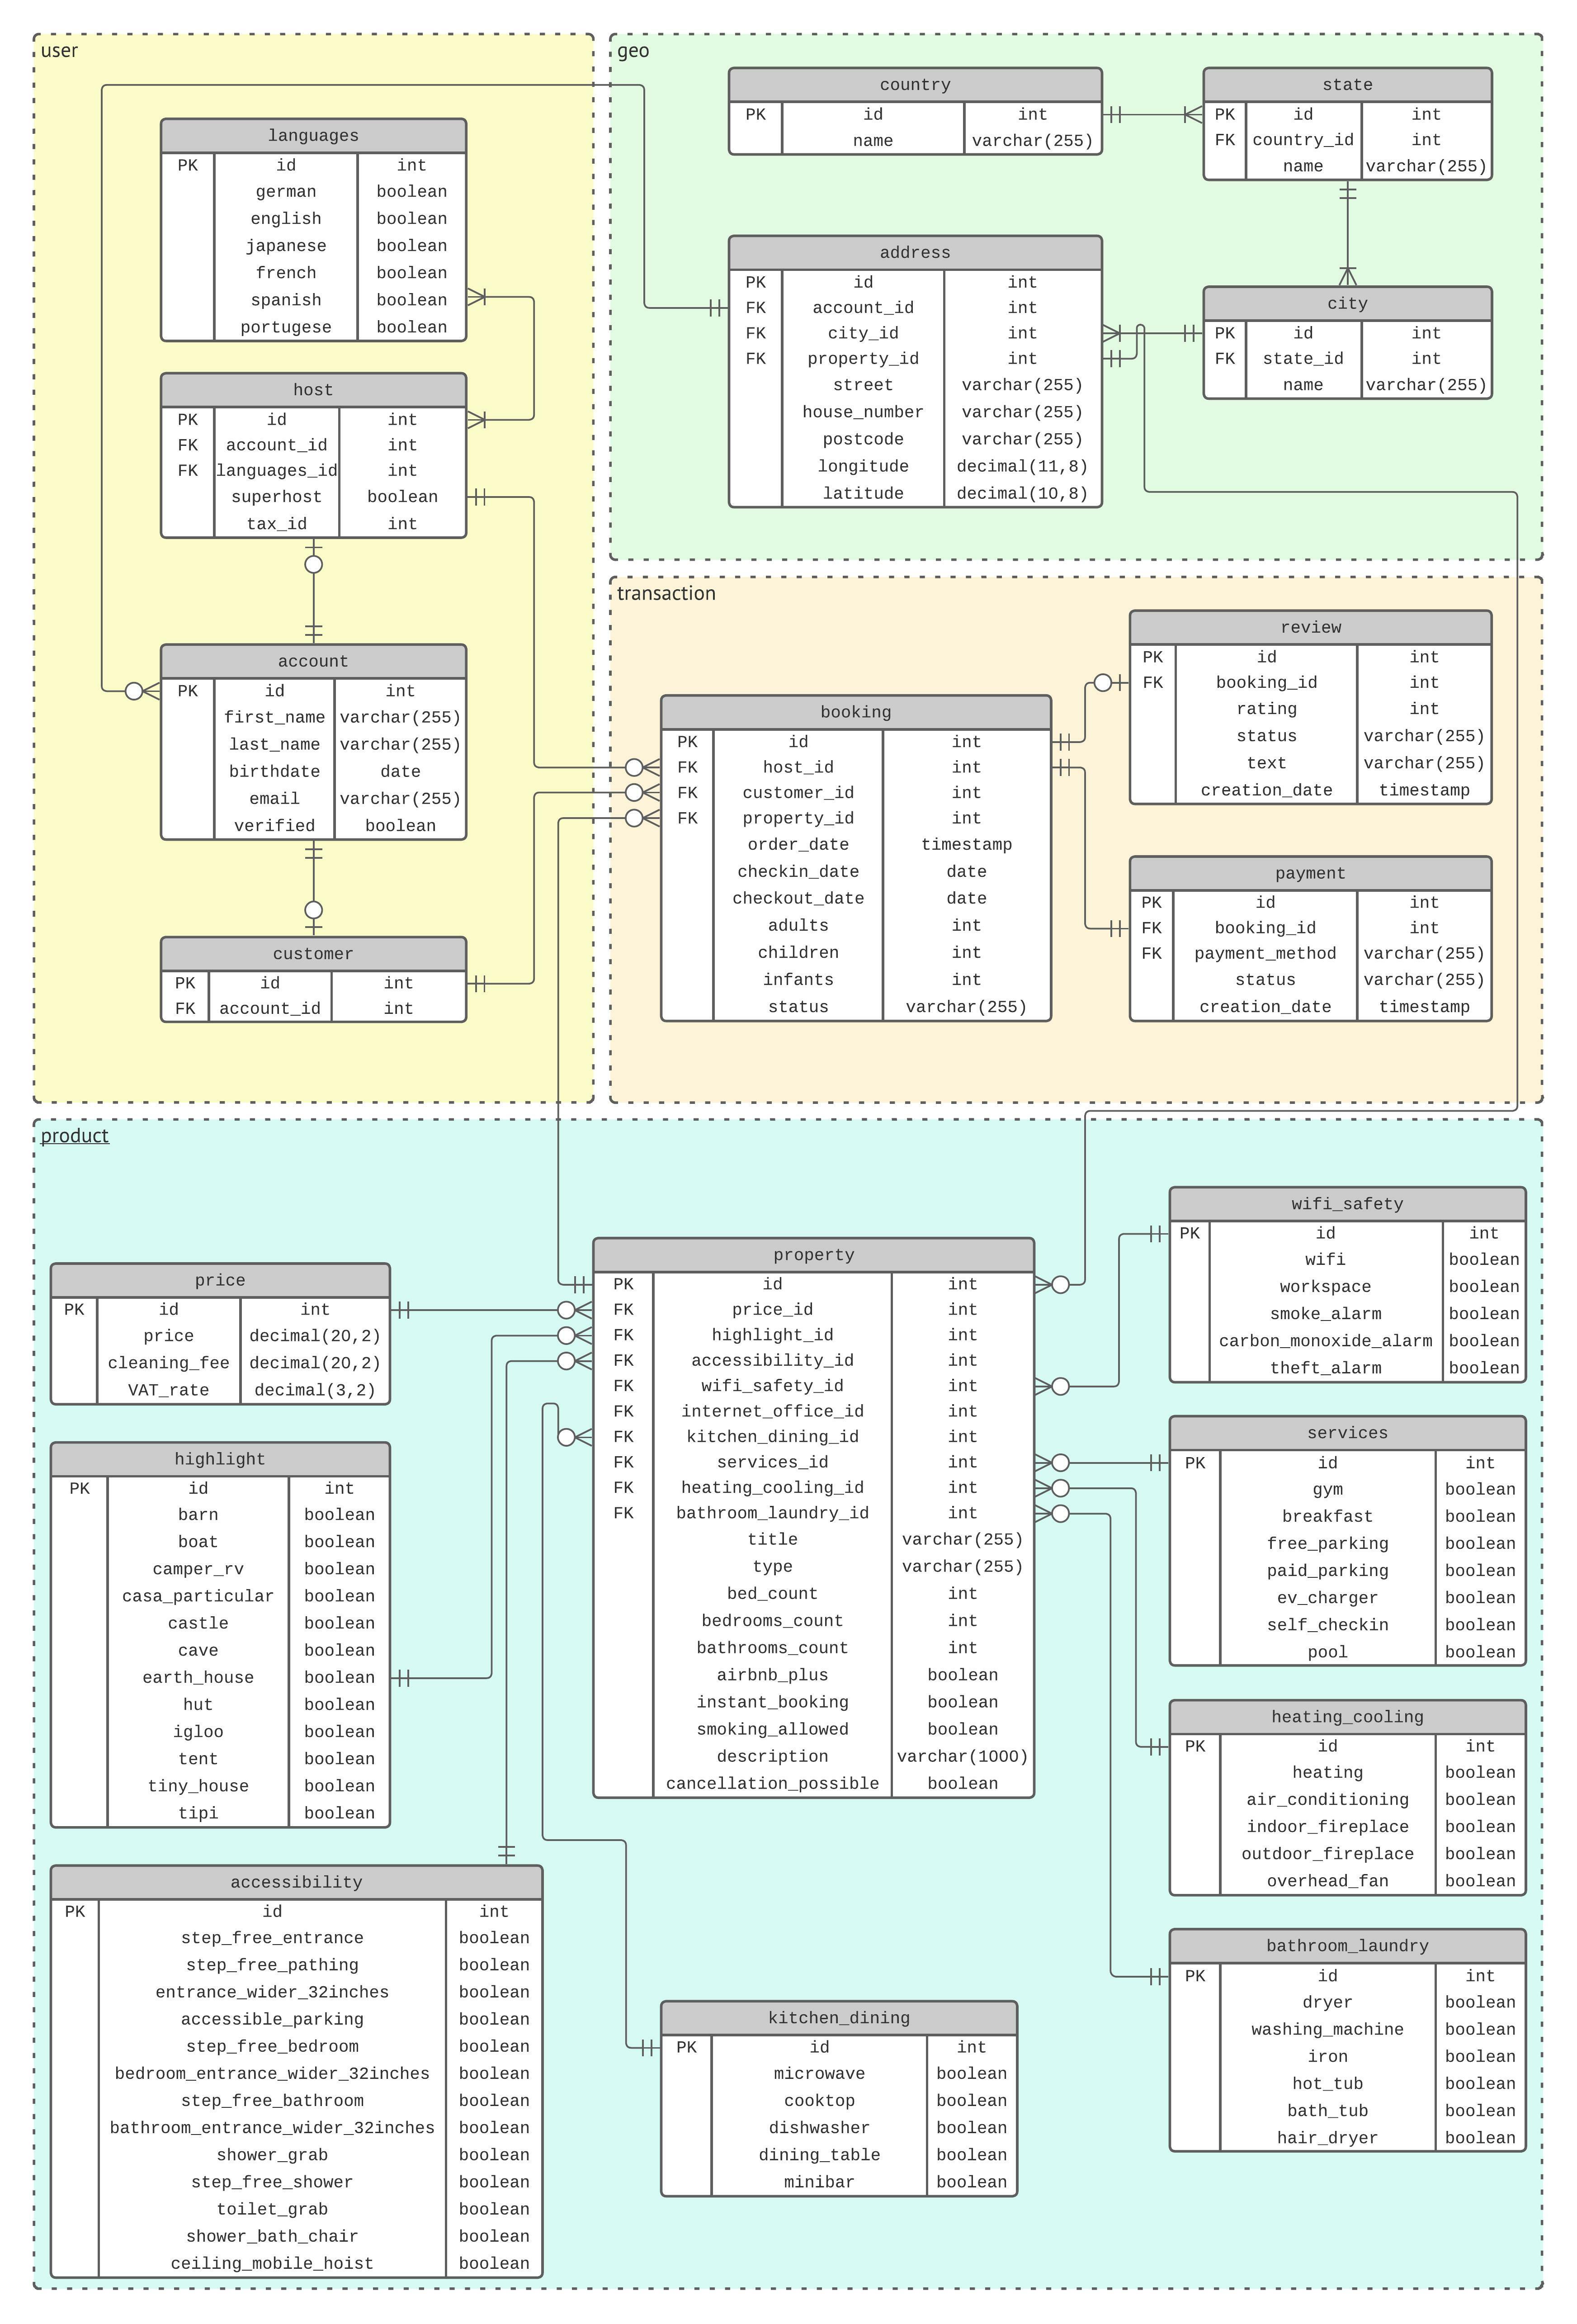 user
languages
PK id int
german boolean
english boolean
japanese boolean
french boolean
spanish boolean
portugese boolean
host
PK id int
FK account_id int
FK languages_id int
superhost boolean
tax_id int
account
PK id int
first_name varchar(255)
last_name varchar(255)
birthdate date
email varchar(255)
verified boolean
customer
PK id int
FK account_id int
geo
country
PK id int
name varchar(255)
state
PK id int
FK country_id int
name varchar(255)
address
PK id int
FK account_id int
FK city_id int
FK property_id int
street varchar(255)
house_number varchar(255)
postcode varchar(255)
longitude decimal(11,8)
latitude decimal(10,8)
city
PK id int
FK state_id int
name varchar(255)
transaction
booking
PK id int
FK host_id int
FK customer_id int
FK property_id int
order_date timestamp
checkin_date date
checkout_date date
adults int
children int
infants int
status varchar(255)
review
PK id int
FK booking_id int
rating int
status varchar(255)
text varchar(255)
creation_date timestamp
payment
PK id int
FK booking_id int
FK payment_method varchar(255)
status varchar(255)
creation_date timestamp
product
price
PK id int
price decimal(20,2)
cleaning_fee decimal(20,2)
VAT_rate decimal(3,2)
highlight
PK id int
barn boolean
boat boolean
camper_rv boolean
casa_particular boolean
castle boolean
cave boolean
earth_house boolean
hut boolean
igloo boolean
tent boolean
tiny_house boolean
tipi boolean
accessibility
PK id int
step_free_entrance boolean
step_free_pathing boolean
entrance_wider_32inches boolean
accessible_parking boolean
step_free_bedroom boolean
bedroom_entrance_wider_32inches boolean
step_free_bathroom boolean
bathroom_entrance_wider_32inches boolean
shower_grab boolean
step_free_shower boolean
toilet_grab boolean
shower_bath_chair boolean
ceiling_mobile_hoist boolean
property
PK id int
FK price_id int
FK highlight_id int
FK accessibility_id int
FK wifi_safety_id int
FK internet_office_id int
FK kitchen_dining_id int
FK services_id int
FK heating_cooling_id int
FK bathroom_laundry_id int
title varchar(255)
type varchar(255)
bed_count int
bedrooms_count int
bathrooms_count int
airbnb_plus boolean
instant_booking boolean
smoking_allowed boolean
description varchar(1000)
cancellation_possible boolean
kitchen_dining
PK id int
microwave boolean
cooktop boolean
dishwasher boolean
dining_table boolean
minibar boolean
wifi_safety
PK id int
wifi boolean
workspace boolean
smoke_alarm boolean
carbon_monoxide_alarm boolean
theft_alarm boolean
services
PK id int
gym boolean
breakfast boolean
free_parking boolean
paid_parking boolean
ev_charger boolean
self_checkin boolean
pool boolean
heating_cooling
PK id int
heating boolean
air_conditioning boolean
indoor_fireplace boolean
outdoor_fireplace boolean
overhead_fan boolean
bathroom_laundry
PK id int
dryer boolean
washing_machine boolean
iron boolean
hot_tub boolean
bath_tub boolean
hair_dryer boolean